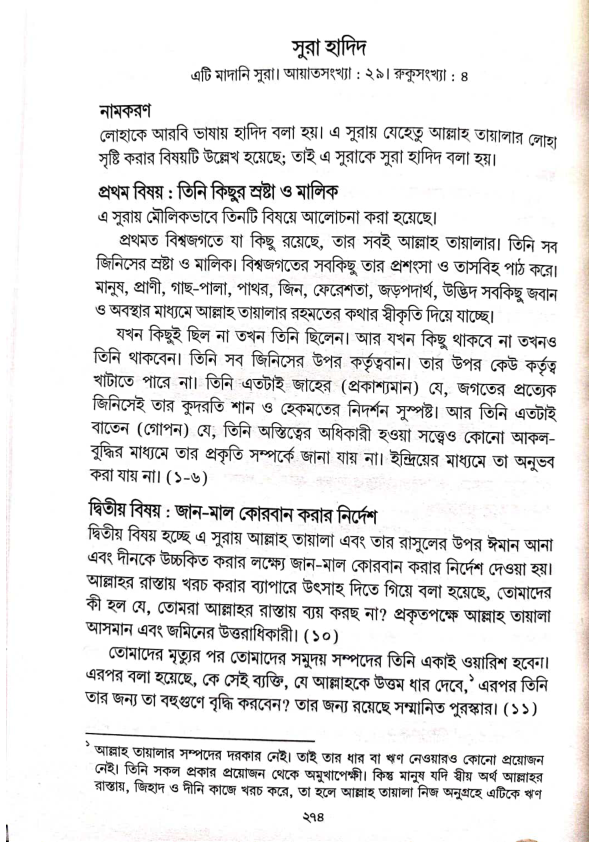 সুরা হাদিদ
এটি মাদানি সুরা। আয়াতসংখ্যা : ২৯। রুকুসংখ্যা : ৪
নামকরণ
লোহাকে আরবি ভাষায় হাদিদ বলা হয়। এ সুরায় যেহেতু আল্লাহ তায়ালার লোহা
সৃষ্টি করার বিষয়টি উল্লেখ হয়েছে; তাই এ সুরাকে সুরা হাদিদ বলা হয়।
প্রথম বিষয় : তিনি কিছুর স্রষ্টা ও মালিক
এ সুরায় মৌলিকভাবে তিনটি বিষয়ে আলোচনা করা হয়েছে।
প্রথমত বিশ্বজগতে যা কিছু রয়েছে, তার সবই আল্লাহ তায়ালার। তিনি সব
জিনিসের স্রষ্টা ও মালিক। বিশ্বজগতের সবকিছু তার প্রশংসা ও তাসবিহ পাঠ করে।
মানুষ, প্রাণী, গাছ-পালা, পাথর, জিন, ফেরেশতা, জড়পদার্থ, উদ্ভিদ সবকিছু জবান
ও অবস্থার মাধ্যমে আল্লাহ তায়ালার রহমতের কথার স্বীকৃতি দিয়ে যাচ্ছে।
যখন কিছুই ছিল না তখন তিনি ছিলেন। আর যখন কিছু থাকবে না তখনও
তিনি থাকবেন। তিনি সব জিনিসের উপর কর্তৃত্ববান। তার উপর কেউ কর্তৃত্ব
খাটাতে পারে না। তিনি এতটাই জাহের (প্রকাশ্যমান) যে, জগতের প্রত্যেক
জিনিসেই তার কুদরতি শান ও হেকমতের নিদর্শন সুস্পষ্ট। আর তিনি এতটাই
বাতেন (গোপন) যে, তিনি অস্তিত্বের অধিকারী হওয়া সত্ত্বেও কোনো আকল-
বুদ্ধির মাধ্যমে তার প্রকৃতি সম্পর্কে জানা যায় না। ইন্দ্রিয়ের মাধ্যমে তা অনুভব
করা যায় না। (১-৬)
দ্বিতীয় বিষয় : জান-মাল কোরবান করার নির্দেশ
দ্বিতীয় বিষয় হচ্ছে এ সুরায় আল্লাহ তায়ালা এবং তার রাসুলের উপর ঈমান আনা
এবং দীনকে উচ্চকিত করার লক্ষ্যে জান-মাল কোরবান করার নির্দেশ দেওয়া হয়।
আল্লাহর রাস্তায় খরচ করার ব্যাপারে উৎসাহ দিতে গিয়ে বলা হয়েছে, তোমাদের
কী হল যে, তোমরা আল্লাহর রাস্তায় ব্যয় করছ না? প্রকৃতপক্ষে আল্লাহ তায়ালা
আসমান এবং জমিনের উত্তরাধিকারী। (১০)
তোমাদের মৃত্যুর পর তোমাদের সমুদয় সম্পদের তিনি একাই ওয়ারিশ হবেন।
এরপর বলা হয়েছে, কে সেই ব্যক্তি, যে আল্লাহকে উত্তম ধার দেবে,১ এরপর তিনি
তার জন্য তা বহুগুণে বৃদ্ধি করবেন? তার জন্য রয়েছে সম্মানিত পুরস্কার। (১১)
১ আল্লাহ তায়ালার সম্পদের দরকার নেই। তাই তার ধার বা ঋণ নেওয়ারও কোনো প্রয়োজন
নেই। তিনি সকল প্রকার প্রয়োজন থেকে অমুখাপেক্ষী। কিন্তু মানুষ যদি স্বীয় অর্থ আল্লাহর
রাস্তায়, জিহাদ ও দীনি কাজে খরচ করে, তা হলে আল্লাহ তায়ালা নিজ অনুগ্রহে এটিকে ঋণ
২৭৪